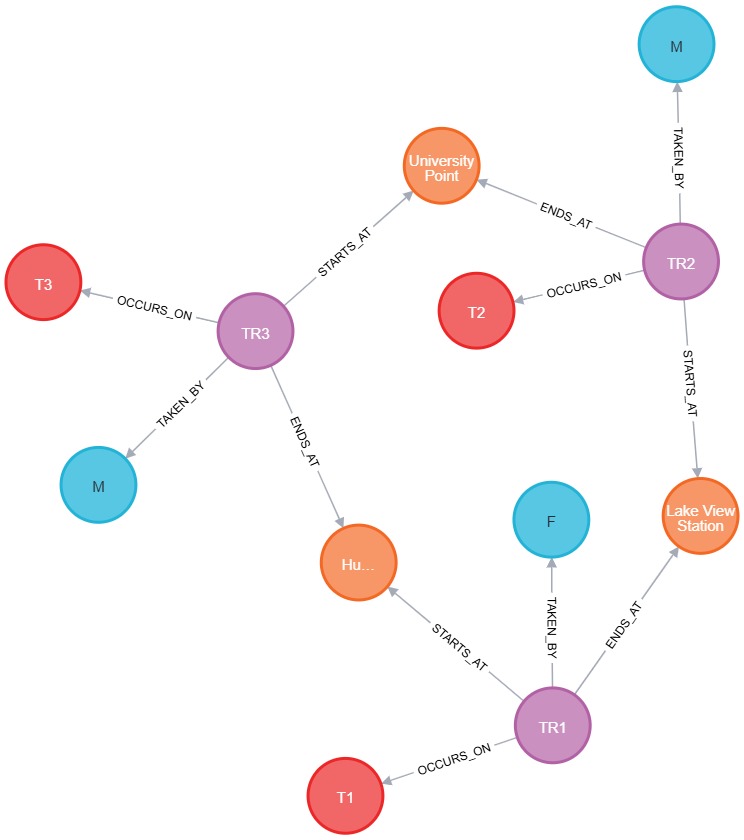 M
TAKEN_BY
University
Point
ENDS_AT
STARTS_AT
TR2
T3
OCCURS_ON
T2
OCCURS_ON
TR3
TAKEN_BY
ENDS_AT
STARTS_AT
M
F
Lake View
Station
Hu...
TAKEN_BY
ENDS_AT
STARTS_AT
TR1
OCCURS_ON
T1